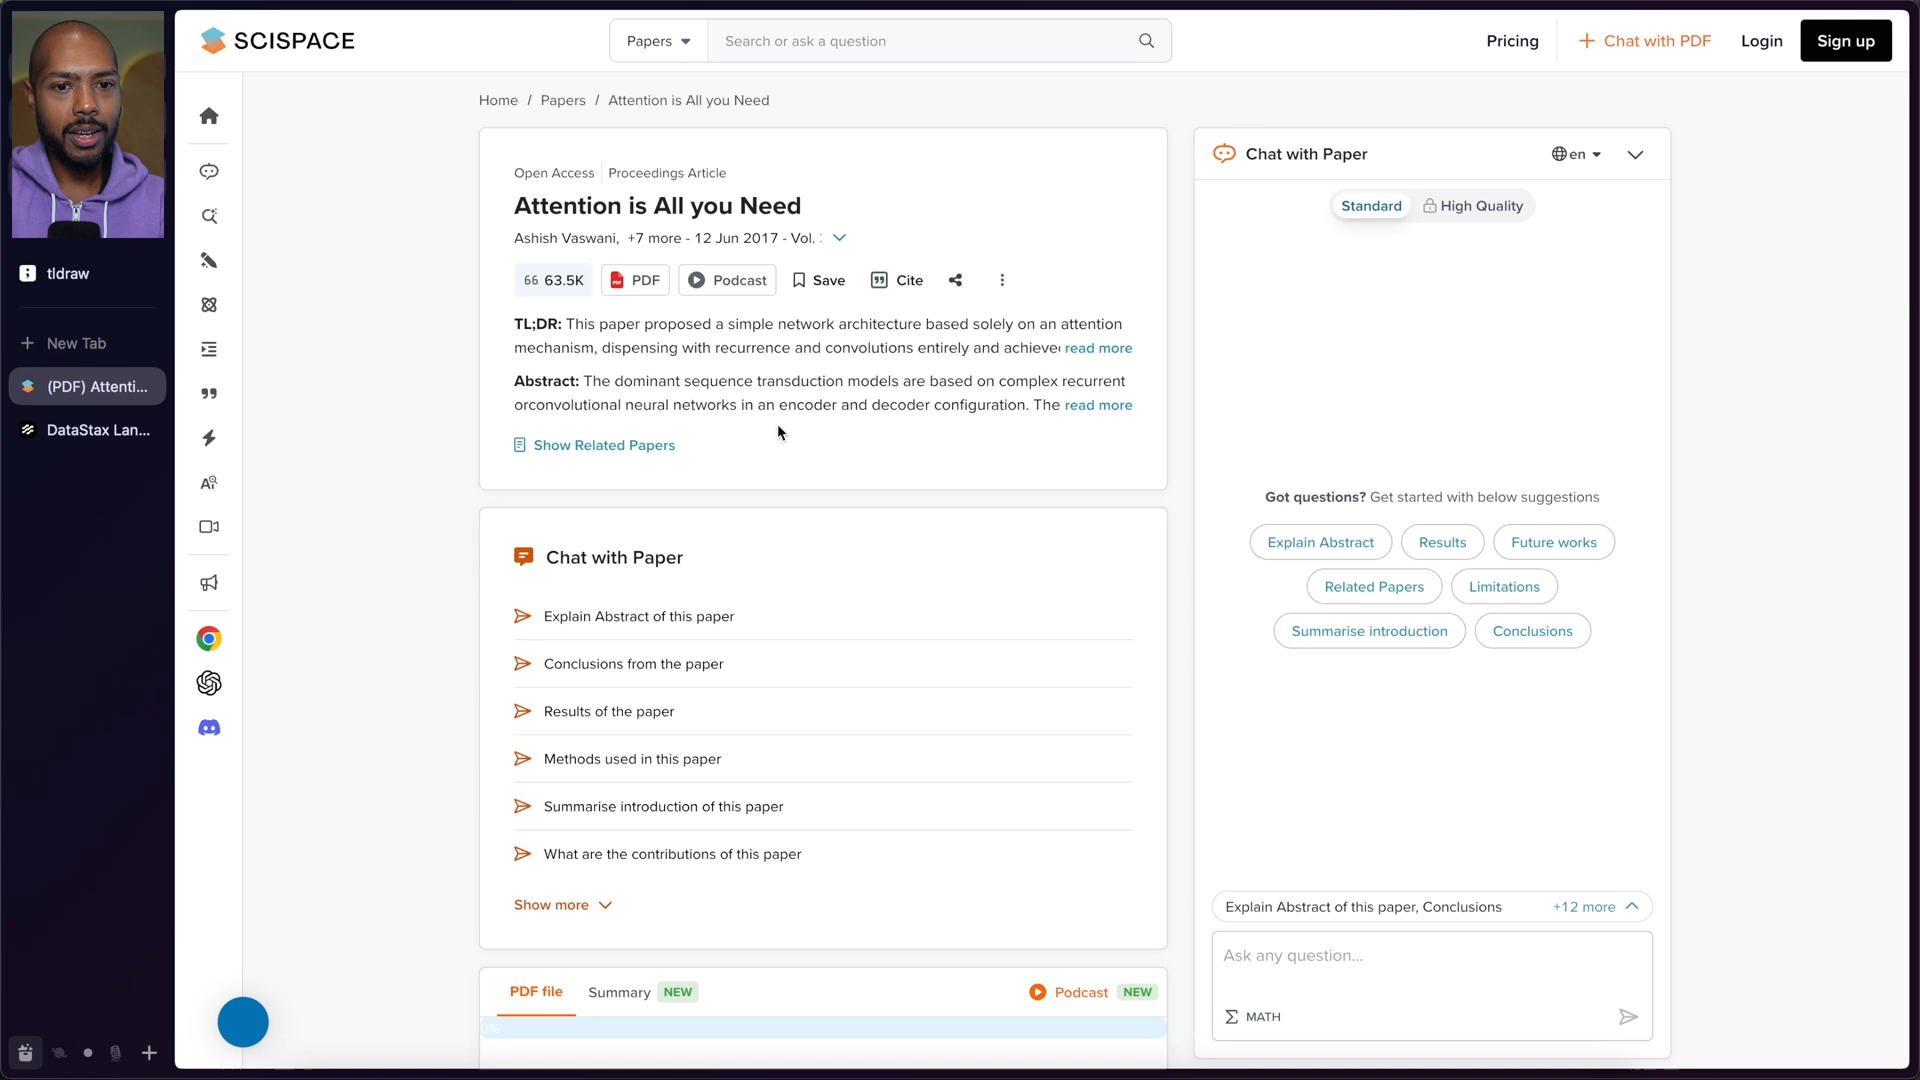 SCISPACE
Papers
Search or ask a question
Pricing
Chat with PDF
Login
Sign up
tldraw
New Tab
(PDF) Attenti...
DataStax Lan...
Home / Papers / Attention is All you Need
Open Access
Proceedings Article
Attention is All you Need
Ashish Vaswani, +7 more - 12 Jun 2017 - Vol. :
63.5K
PDF
Podcast
Save
Cite
TL;DR: This paper proposed a simple network architecture based solely on an attention
mechanism, dispensing with recurrence and convolutions entirely and achieve read more
Abstract: The dominant sequence transduction models are based on complex recurrent
orconvolutional neural networks in an encoder and decoder configuration. The read more
Show Related Papers
Chat with Paper
Explain Abstract of this paper
Conclusions from the paper
Results of the paper
Methods used in this paper
Summarise introduction of this paper
What are the contributions of this paper
Show more
PDF file
Summary NEW
Podcast NEW
0%
Chat with Paper
en
Standard
High Quality
Got questions? Get started with below suggestions
Explain Abstract
Results
Future works
Related Papers
Limitations
Summarise introduction
Conclusions
Explain Abstract of this paper, Conclusions +12 more
Ask any question...
MATH